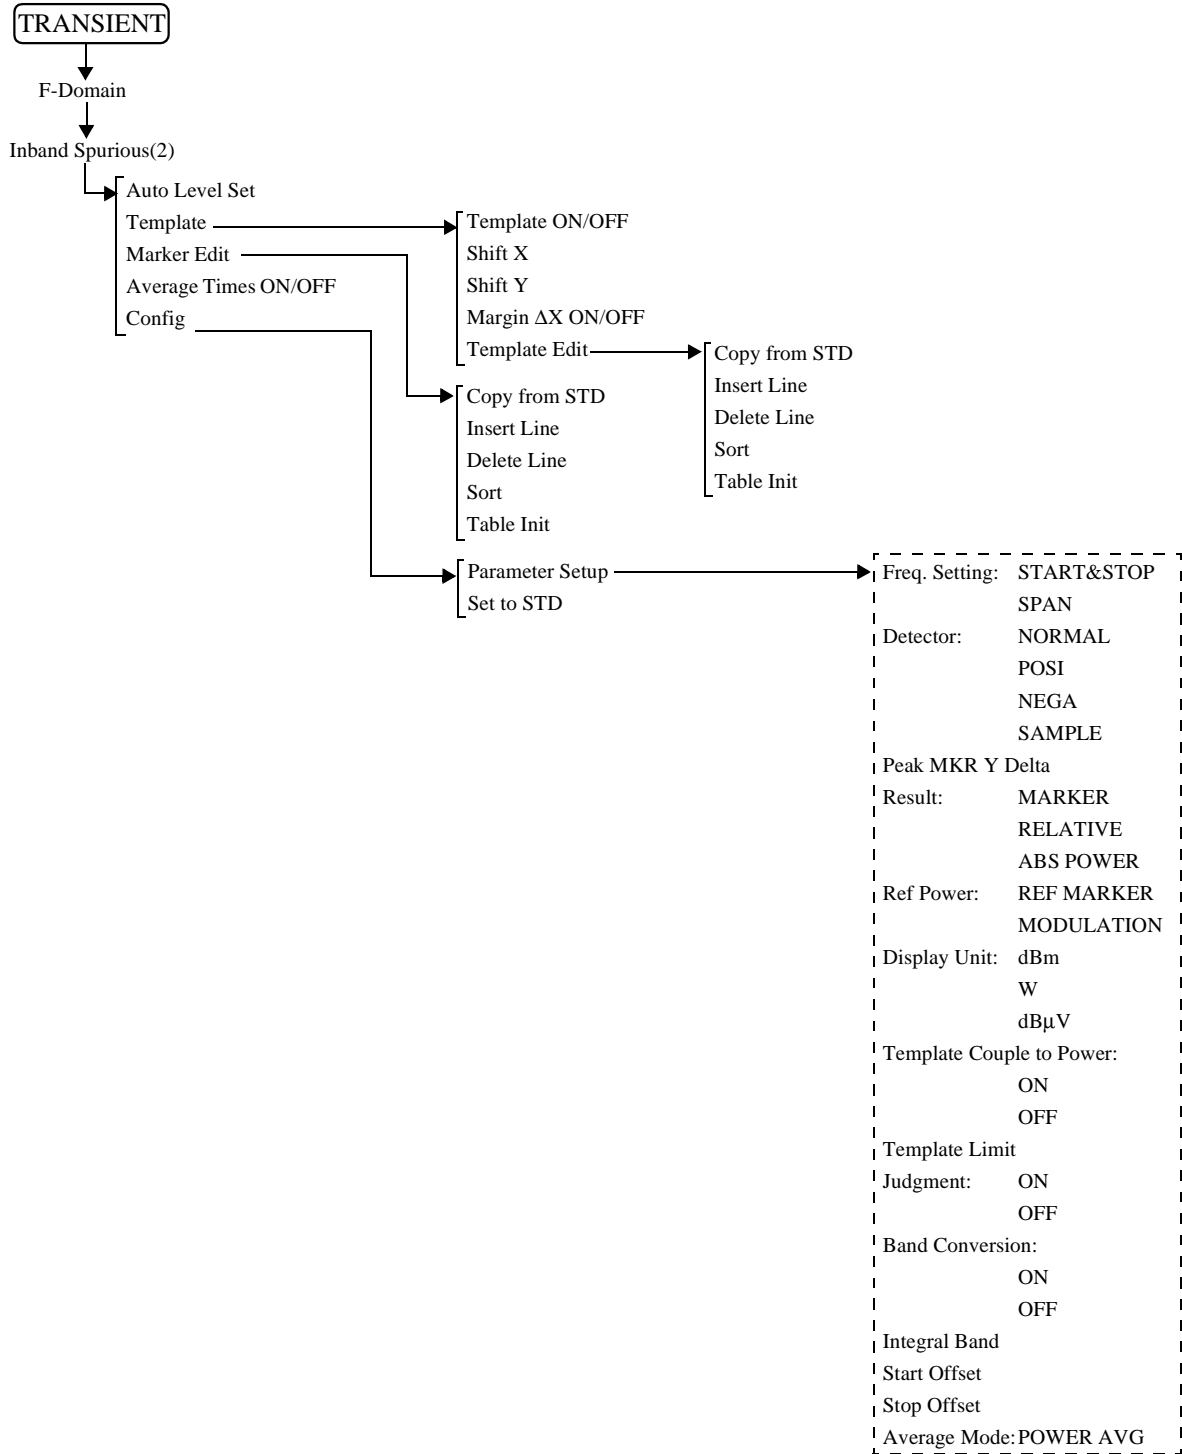 TRANSIENT
F-Domain
Inband Spurious(2)
Auto Level Set
Template
Marker Edit
Average Times ON/OFF
Config
Template ON/OFF
Shift X
Shift Y
Margin ΔX ON/OFF
Template Edit
Copy from STD
Insert Line
Delete Line
Sort
Table Init
Copy from STD
Insert Line
Delete Line
Sort
Table Init
Parameter Setup
Set to STD
Freq. Setting: START&STOP
SPAN
Detector: NORMAL
POSI
NEGA
SAMPLE
Peak MKR Y Delta
Result: MARKER
RELATIVE
ABS POWER
Ref Power: REF MARKER
MODULATION
Display Unit: dBm
W
dBμV
Template Couple to Power:
ON
OFF
Template Limit
Judgment: ON
OFF
Band Conversion:
ON
OFF
Integral Band
Start Offset
Stop Offset
Average Mode: POWER AVG